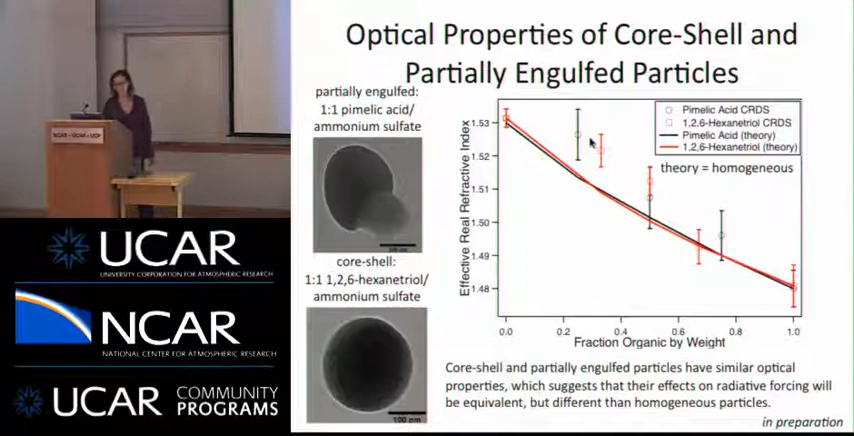 Optical Properties of Core-Shell and
Partially Engulfed Particles
partially engulfed:
1:1 pimelic acid/
ammonium sulfate
core-shell:
1:1 1,2,6-hexanetriol/
ammonium sulfate
100 nm
Effective Real Refractive Index
1.53
1.52
1.51
1.50
1.49
1.48
Pimelic Acid CRDS
1,2,6-Hexanetriol CRDS
Pimelic Acid (theory)
1,2,6-Hexanetriol (theory)
theory = homogeneous
0.0 0.2 0.4 0.6 0.8 1.0
Fraction Organic by Weight
Core-shell and partially engulfed particles have similar optical
properties, which suggests that their effects on radiative forcing will
be equivalent, but different than homogeneous particles.
in preparation
NCAR • UCAR • UCP
UCAR
UNIVERSITY CORPORATION FOR ATMOSPHERIC RESEARCH
NCAR
NATIONAL CENTER FOR ATMOSPHERIC RESEARCH
UCAR COMMUNITY
PROGRAMS